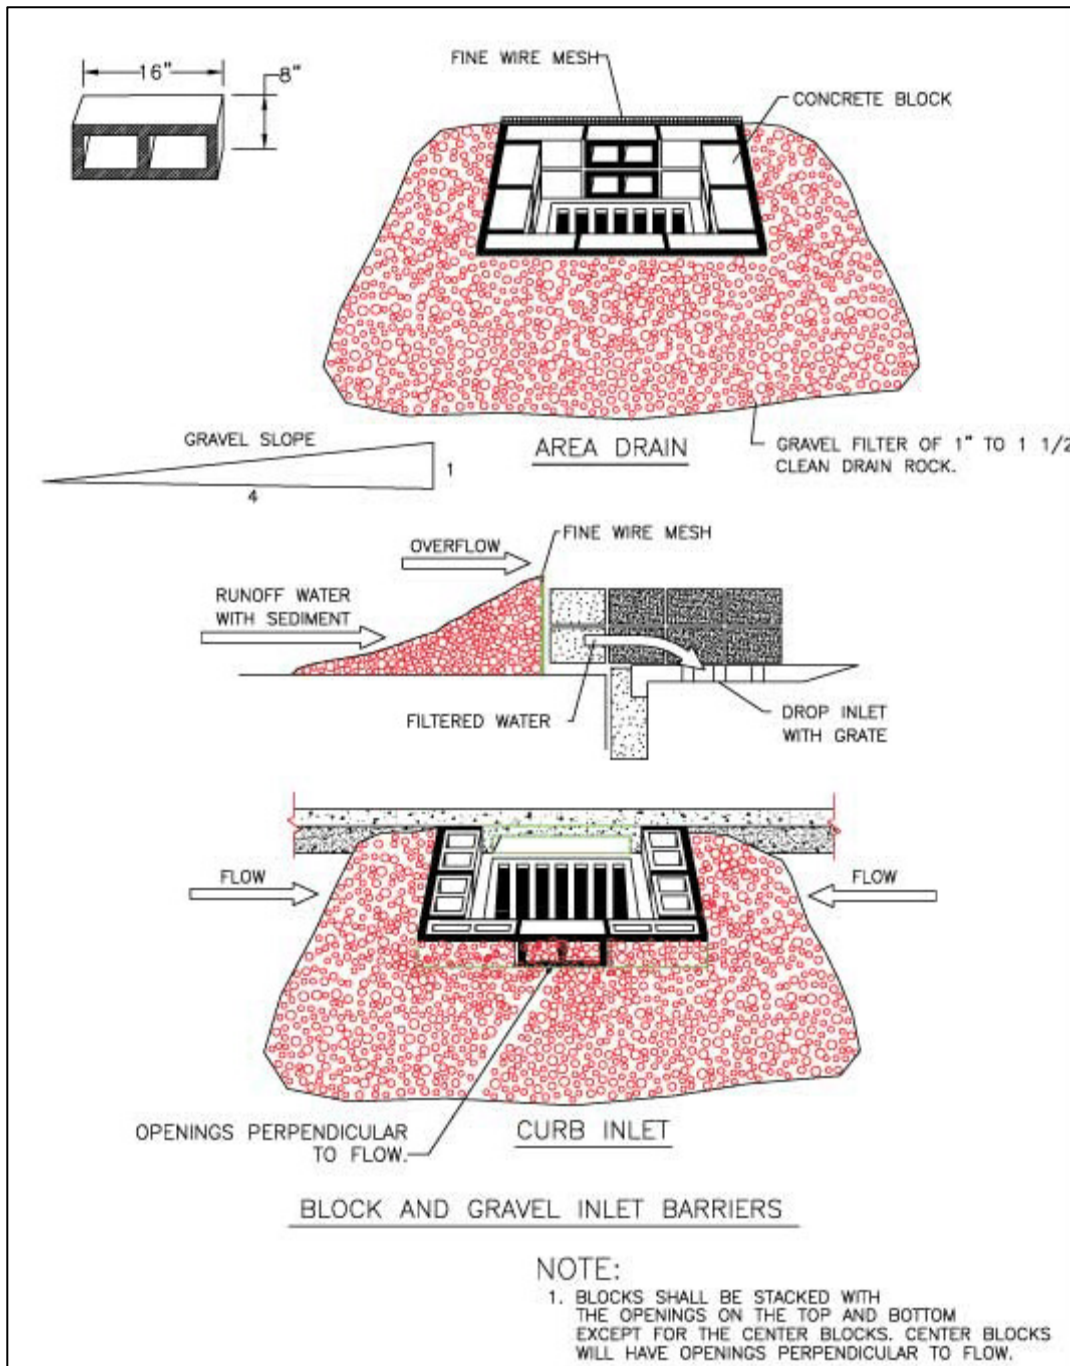 16"
8"
FINE WIRE MESH
CONCRETE BLOCK
AREA DRAIN
GRAVEL FILTER OF 1" TO 1 1/2
CLEAN DRAIN ROCK.
GRAVEL SLOPE
1
4
FINE WIRE MESH
OVERFLOW
RUNOFF WATER
WITH SEDIMENT
FILTERED WATER
DROP INLET
WITH GRATE
FLOW
FLOW
OPENINGS PERPENDICULAR
TO FLOW.
CURB INLET
BLOCK AND GRAVEL INLET BARRIERS
NOTE:
1. BLOCKS SHALL BE STACKED WITH
THE OPENINGS ON THE TOP AND BOTTOM
EXCEPT FOR THE CENTER BLOCKS. CENTER BLOCKS
WILL HAVE OPENINGS PERPENDICULAR TO FLOW.